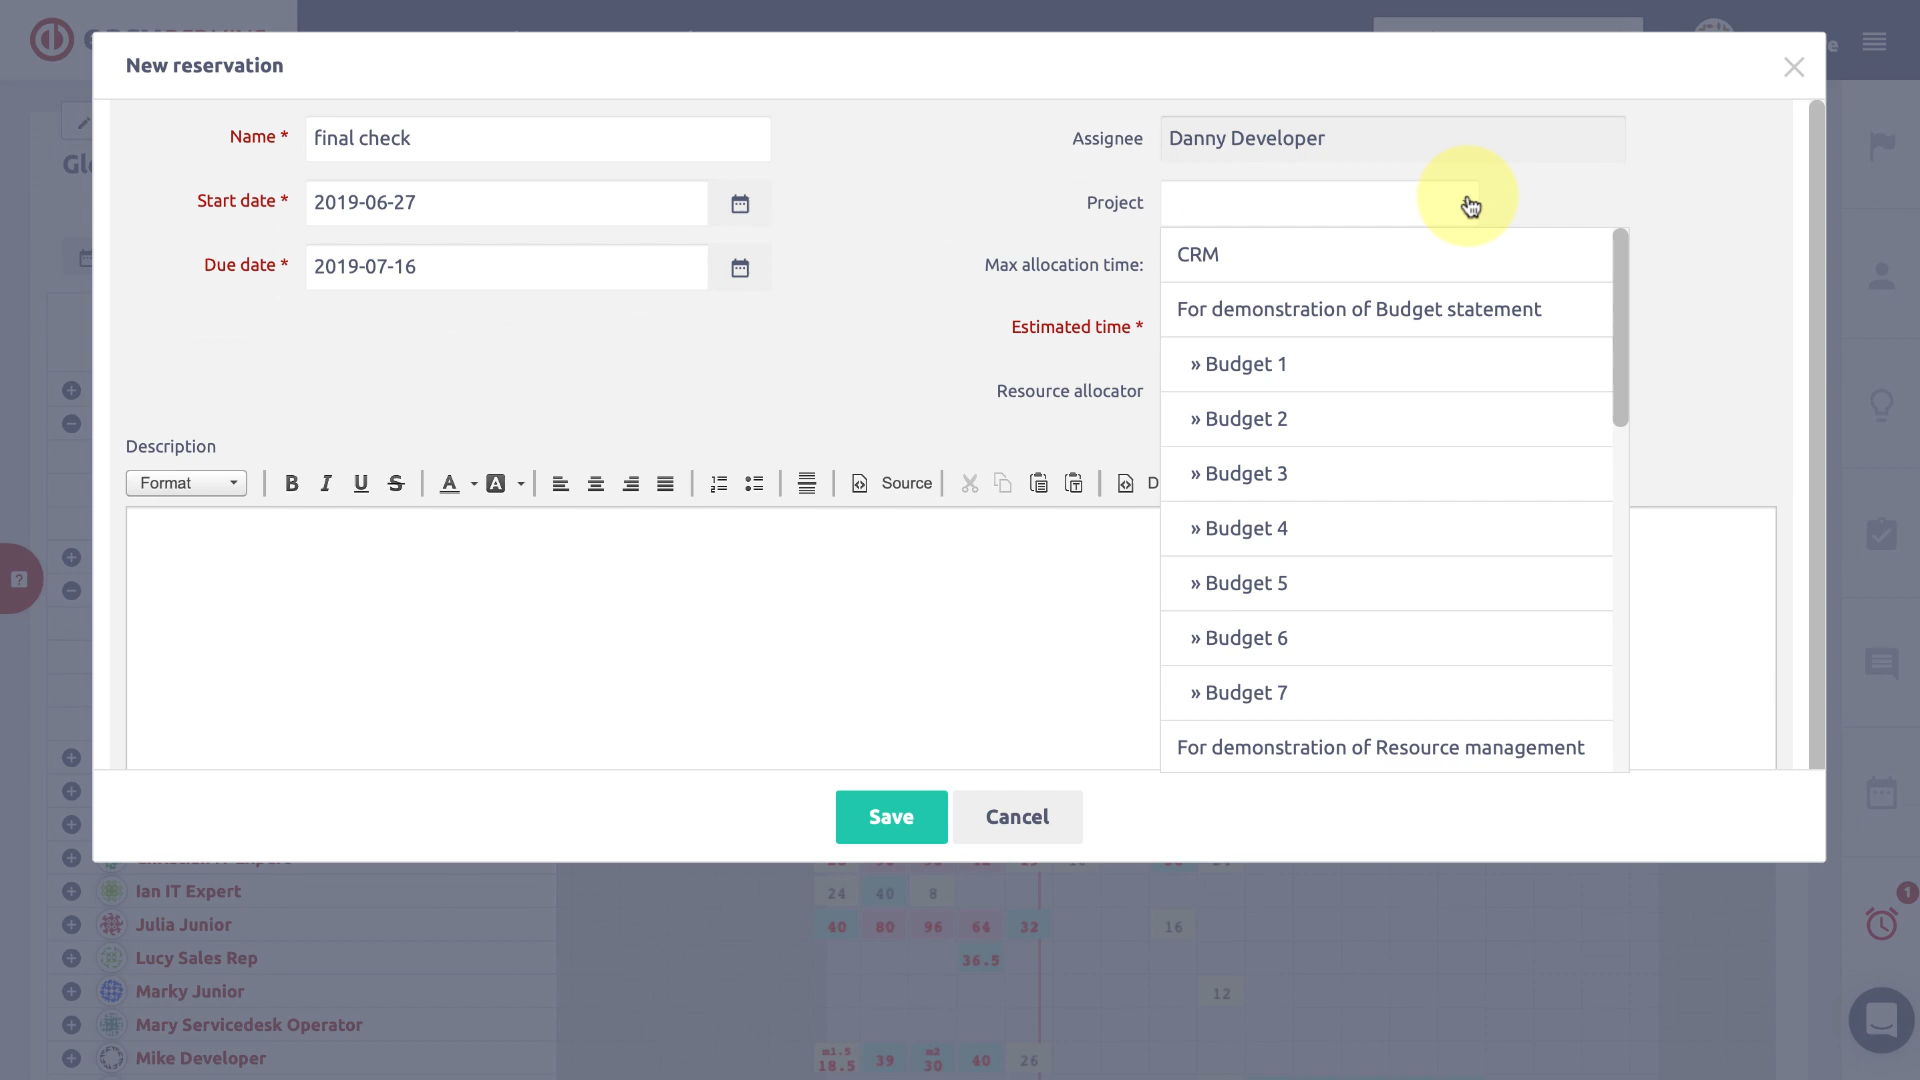 New reservation
Name *
final check
Assignee
Danny Developer
Start date *
2019-06-27
Project
Due date *
2019-07-16
Max allocation time:
CRM
For demonstration of Budget statement
Estimated time *
» Budget 1
Resource allocator
» Budget 2
Description
» Budget 3
Format
B I U S A A
Source
» Budget 4
» Budget 5
» Budget 6
» Budget 7
For demonstration of Resource management
Save
Cancel
Ian IT Expert
24 40 8
Julia Junior
40 80 96 64 32 16
Lucy Sales Rep
36.5
Marky Junior
12
Mary Servicedesk Operator
Mike Developer
m1.5
18.5 39
m2
30 40 26
1